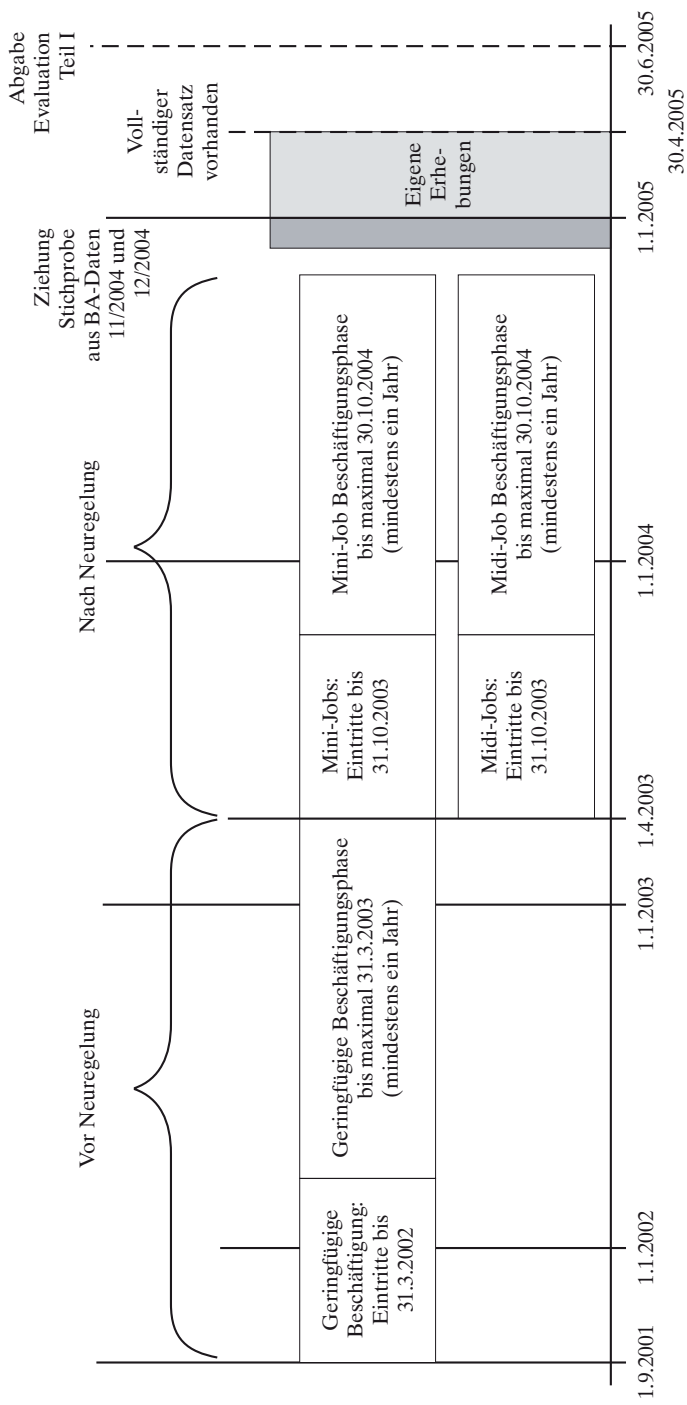 Vor Neuregelung
Nach Neuregelung
Ziehung
Stichprobe
aus BA-Daten
11/2004 und
12/2004
Voll-
ständiger
Datensatz
vorhanden
Abgabe
Evaluation
Teil I
Geringfügige
Beschäftigung:
Eintritte bis
31.3.2002
Geringfügige Beschäftigungsphase
bis maximal 31.3.2003
(mindestens ein Jahr)
Mini-Jobs:
Eintritte bis
31.10.2003
Mini-Job Beschäftigungsphase
bis maximal 30.10.2004
(mindestens ein Jahr)
Midi-Jobs:
Eintritte bis
31.10.2003
Midi-Job Beschäftigungsphase
bis maximal 30.10.2004
(mindestens ein Jahr)
Eigene
Erhe-
bungen
1.9.2001
1.1.2002
1.1.2003
1.4.2003
1.1.2004
1.1.2005
30.4.2005
30.6.2005